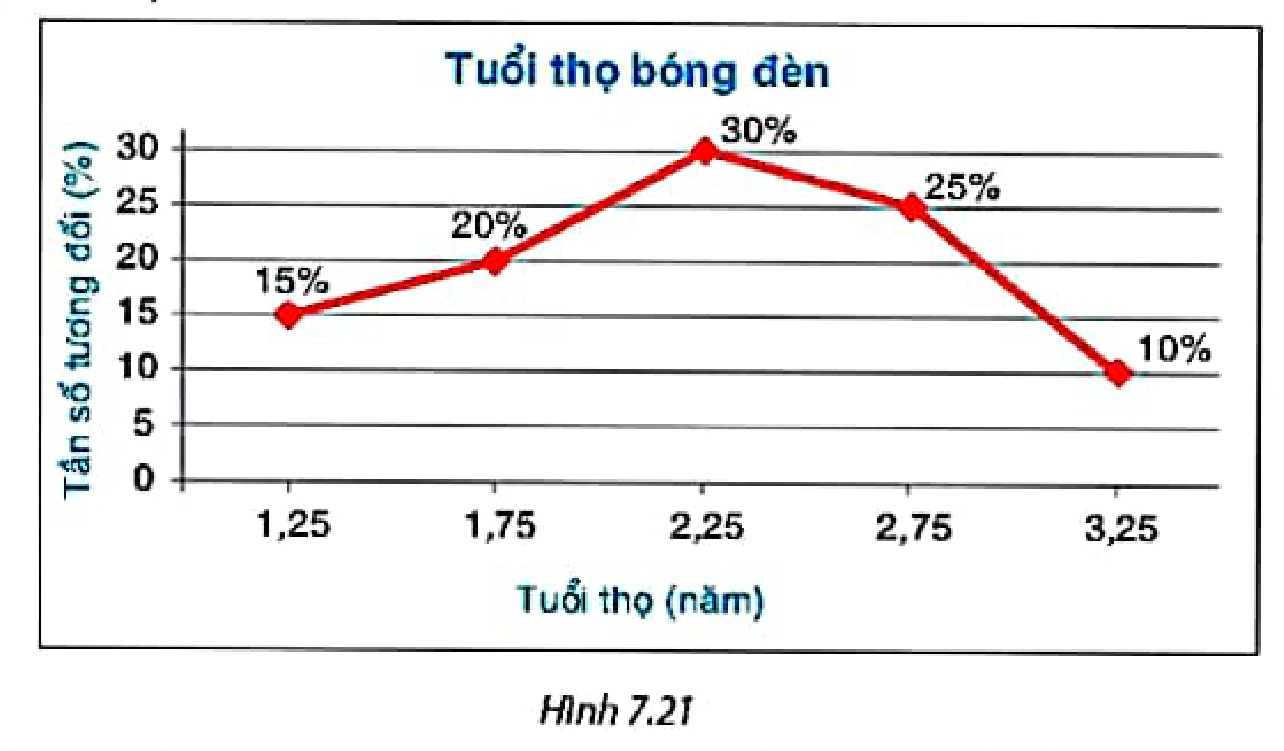 Tuổi thọ bóng đèn
Tần số tương đối (%)
30
25
20
15
10
5
0
15%
20%
30%
25%
10%
1,25 1,75 2,25 2,75 3,25
Tuổi thọ (năm)
Hình 7.21